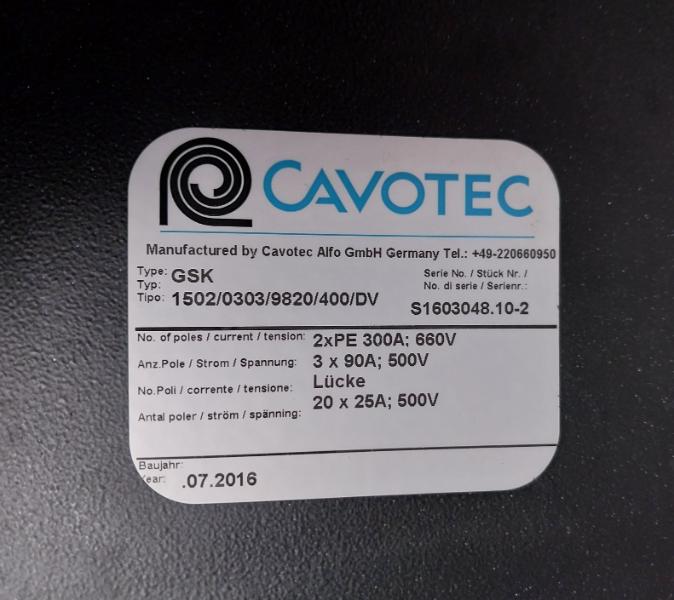 CAVOTEC
Manufactured by Cavotec Alfo GmbH Germany Tel.: +49-220660950
Type: GSK
Typ:
Tipo: 1502/0303/9820/400/DV
Serie No. / Stück Nr. /
No. di serie / Serienr.:
S1603048.10-2
No. of poles / current / tension: 2xPE 300A; 660V
Anz.Pole / Strom / Spannung: 3 x 90A; 500V
No.Poli / corrente / tensione: Lücke
Antal poler / ström / spänning: 20 x 25A; 500V
Baujahr:
Year: .07.2016